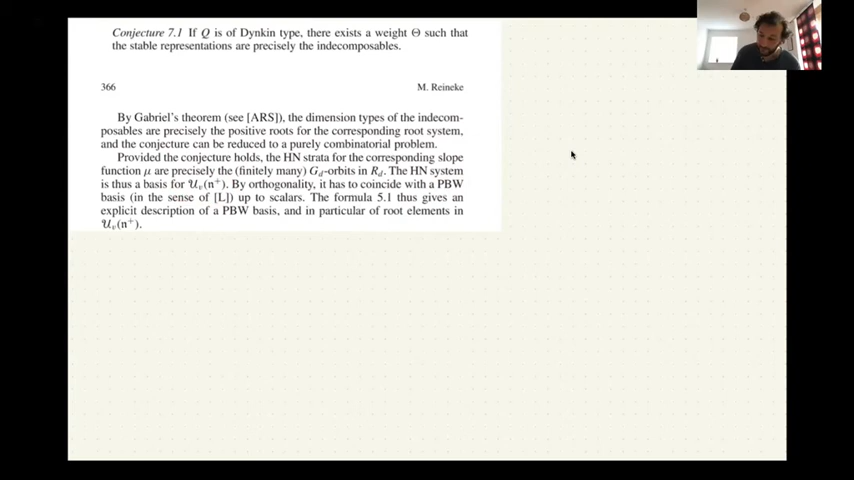 Conjecture 7.1 If Q is of Dynkin type, there exists a weight Θ such that
the stable representations are precisely the indecomposables.
366 M. Reineke
By Gabriel's theorem (see [ARS]), the dimension types of the indecom-
posables are precisely the positive roots for the corresponding root system,
and the conjecture can be reduced to a purely combinatorial problem.
Provided the conjecture holds, the HN strata for the corresponding slope
function μ are precisely the (finitely many) G_d-orbits in R_d. The HN system
is thus a basis for 𝒰_v(𝔫⁺). By orthogonality, it has to coincide with a PBW
basis (in the sense of [L]) up to scalars. The formula 5.1 thus gives an
explicit description of a PBW basis, and in particular of root elements in
𝒰_v(𝔫⁺).